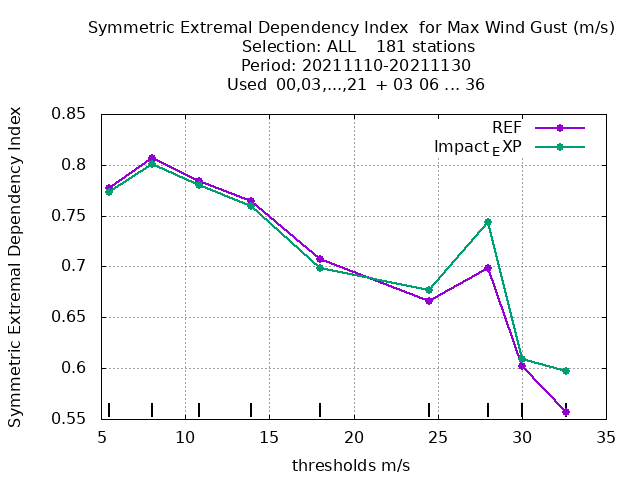 Symmetric Extremal Dependency Index  for Max Wind Gust (m/s)
Selection: ALL    181 stations
Period: 20211110-20211130
Used  00,03,...,21  + 03 06 ... 36
Symmetric Extremal Dependency Index
0.85
0.8
0.75
0.7
0.65
0.6
0.55
REF
Impact_EXP
5
10
15
20
25
30
35
thresholds m/s